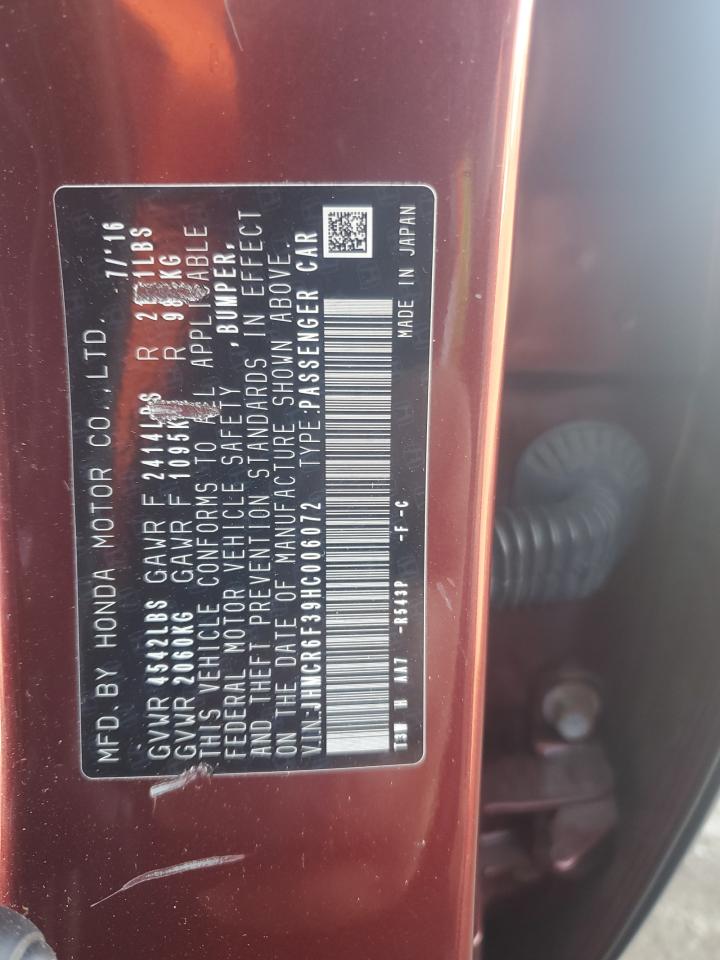 MFD.BY HONDA MOTOR CO.,LTD. 7/'16
GVWR 4542LBS GAWR F 2414LBS R
GVWR 2060KG GAWR F 1095K R
THIS VEHICLE CONFORMS TO ALL APPLICABLE
FEDERAL MOTOR VEHICLE SAFETY ,BUMPER,
AND THEFT PREVENTION STANDARDS IN EFFECT
ON THE DATE OF MANUFACTURE SHOWN ABOVE.
V.I.N:JHMCR6F39HC006072 TYPE:PASSENGER CAR
T3W H AA7 -R543P -F-C MADE IN JAPAN